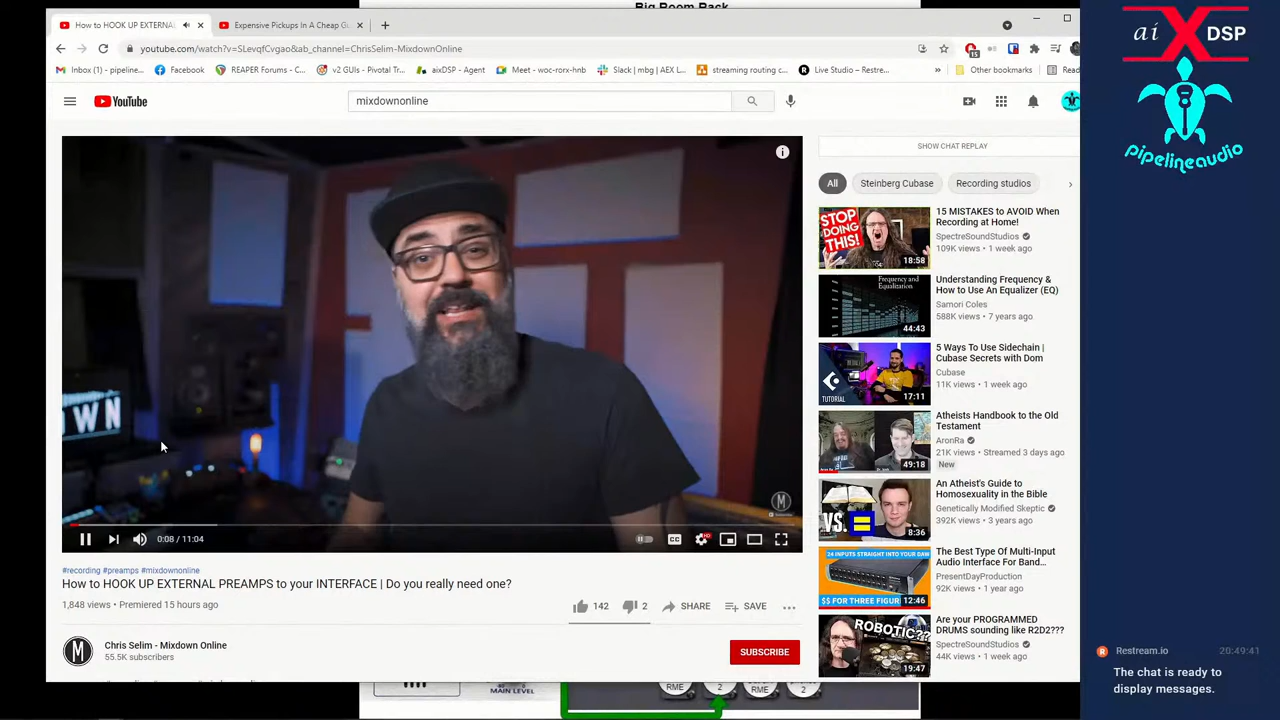 Big Room Rack
How to HOOK UP EXTERNAL
Expensive Pickups In A Cheap G
youtube.com/watch?v=SLevqfCvgao&ab_channel=ChrisSelim-MixdownOnline
15
Inbox (1) - pipeline...
Facebook
REAPER Forums - C...
v2 GUIs - Pivotal Tr...
aixDSP - Agent
Meet - woc-rorx-hnb
Slack | mbg | AEX L...
streaming routing c...
Live Studio – Restre...
»
Other bookmarks
Read
YouTube
mixdownonline
SHOW CHAT REPLAY
All
Steinberg Cubase
Recording studios
OWN
M
0:08 / 11:04
CC
HD
#recording #preamps #mixdownonline
How to HOOK UP EXTERNAL PREAMPS to your INTERFACE | Do you really need one?
1,848 views • Premiered 15 hours ago
142
2
SHARE
SAVE
M
Chris Selim - Mixdown Online
55.5K subscribers
SUBSCRIBE
STOP DOING THIS!
18:58
15 MISTAKES to AVOID When
Recording at Home!
SpectreSoundStudios
109K views • 1 week ago
Frequency and
Equalization
44:43
Understanding Frequency &
How to Use An Equalizer (EQ)
Samori Coles
588K views • 7 years ago
TUTORIAL
17:11
5 Ways To Use Sidechain |
Cubase Secrets with Dom
Cubase
11K views • 1 week ago
49:18
Atheists Handbook to the Old
Testament
AronRa
21K views • Streamed 3 days ago
New
VS.
8:36
An Atheist's Guide to
Homosexuality in the Bible
Genetically Modified Skeptic
392K views • 3 years ago
24 INPUTS STRAIGHT INTO YOUR DAW
$$ FOR THREE FIGUR
12:46
The Best Type Of Multi-Input
Audio Interface For Band...
PresentDayProduction
92K views • 1 year ago
ROBOTIC??
19:47
Are your PROGRAMMED
DRUMS sounding like R2D2???
SpectreSoundStudios
44K views • 1 week ago
MAIN LEVEL
RME
2
RME
2
ai X DSP
pipelineaudio
Restream.io
20:49:41
The chat is ready to
display messages.